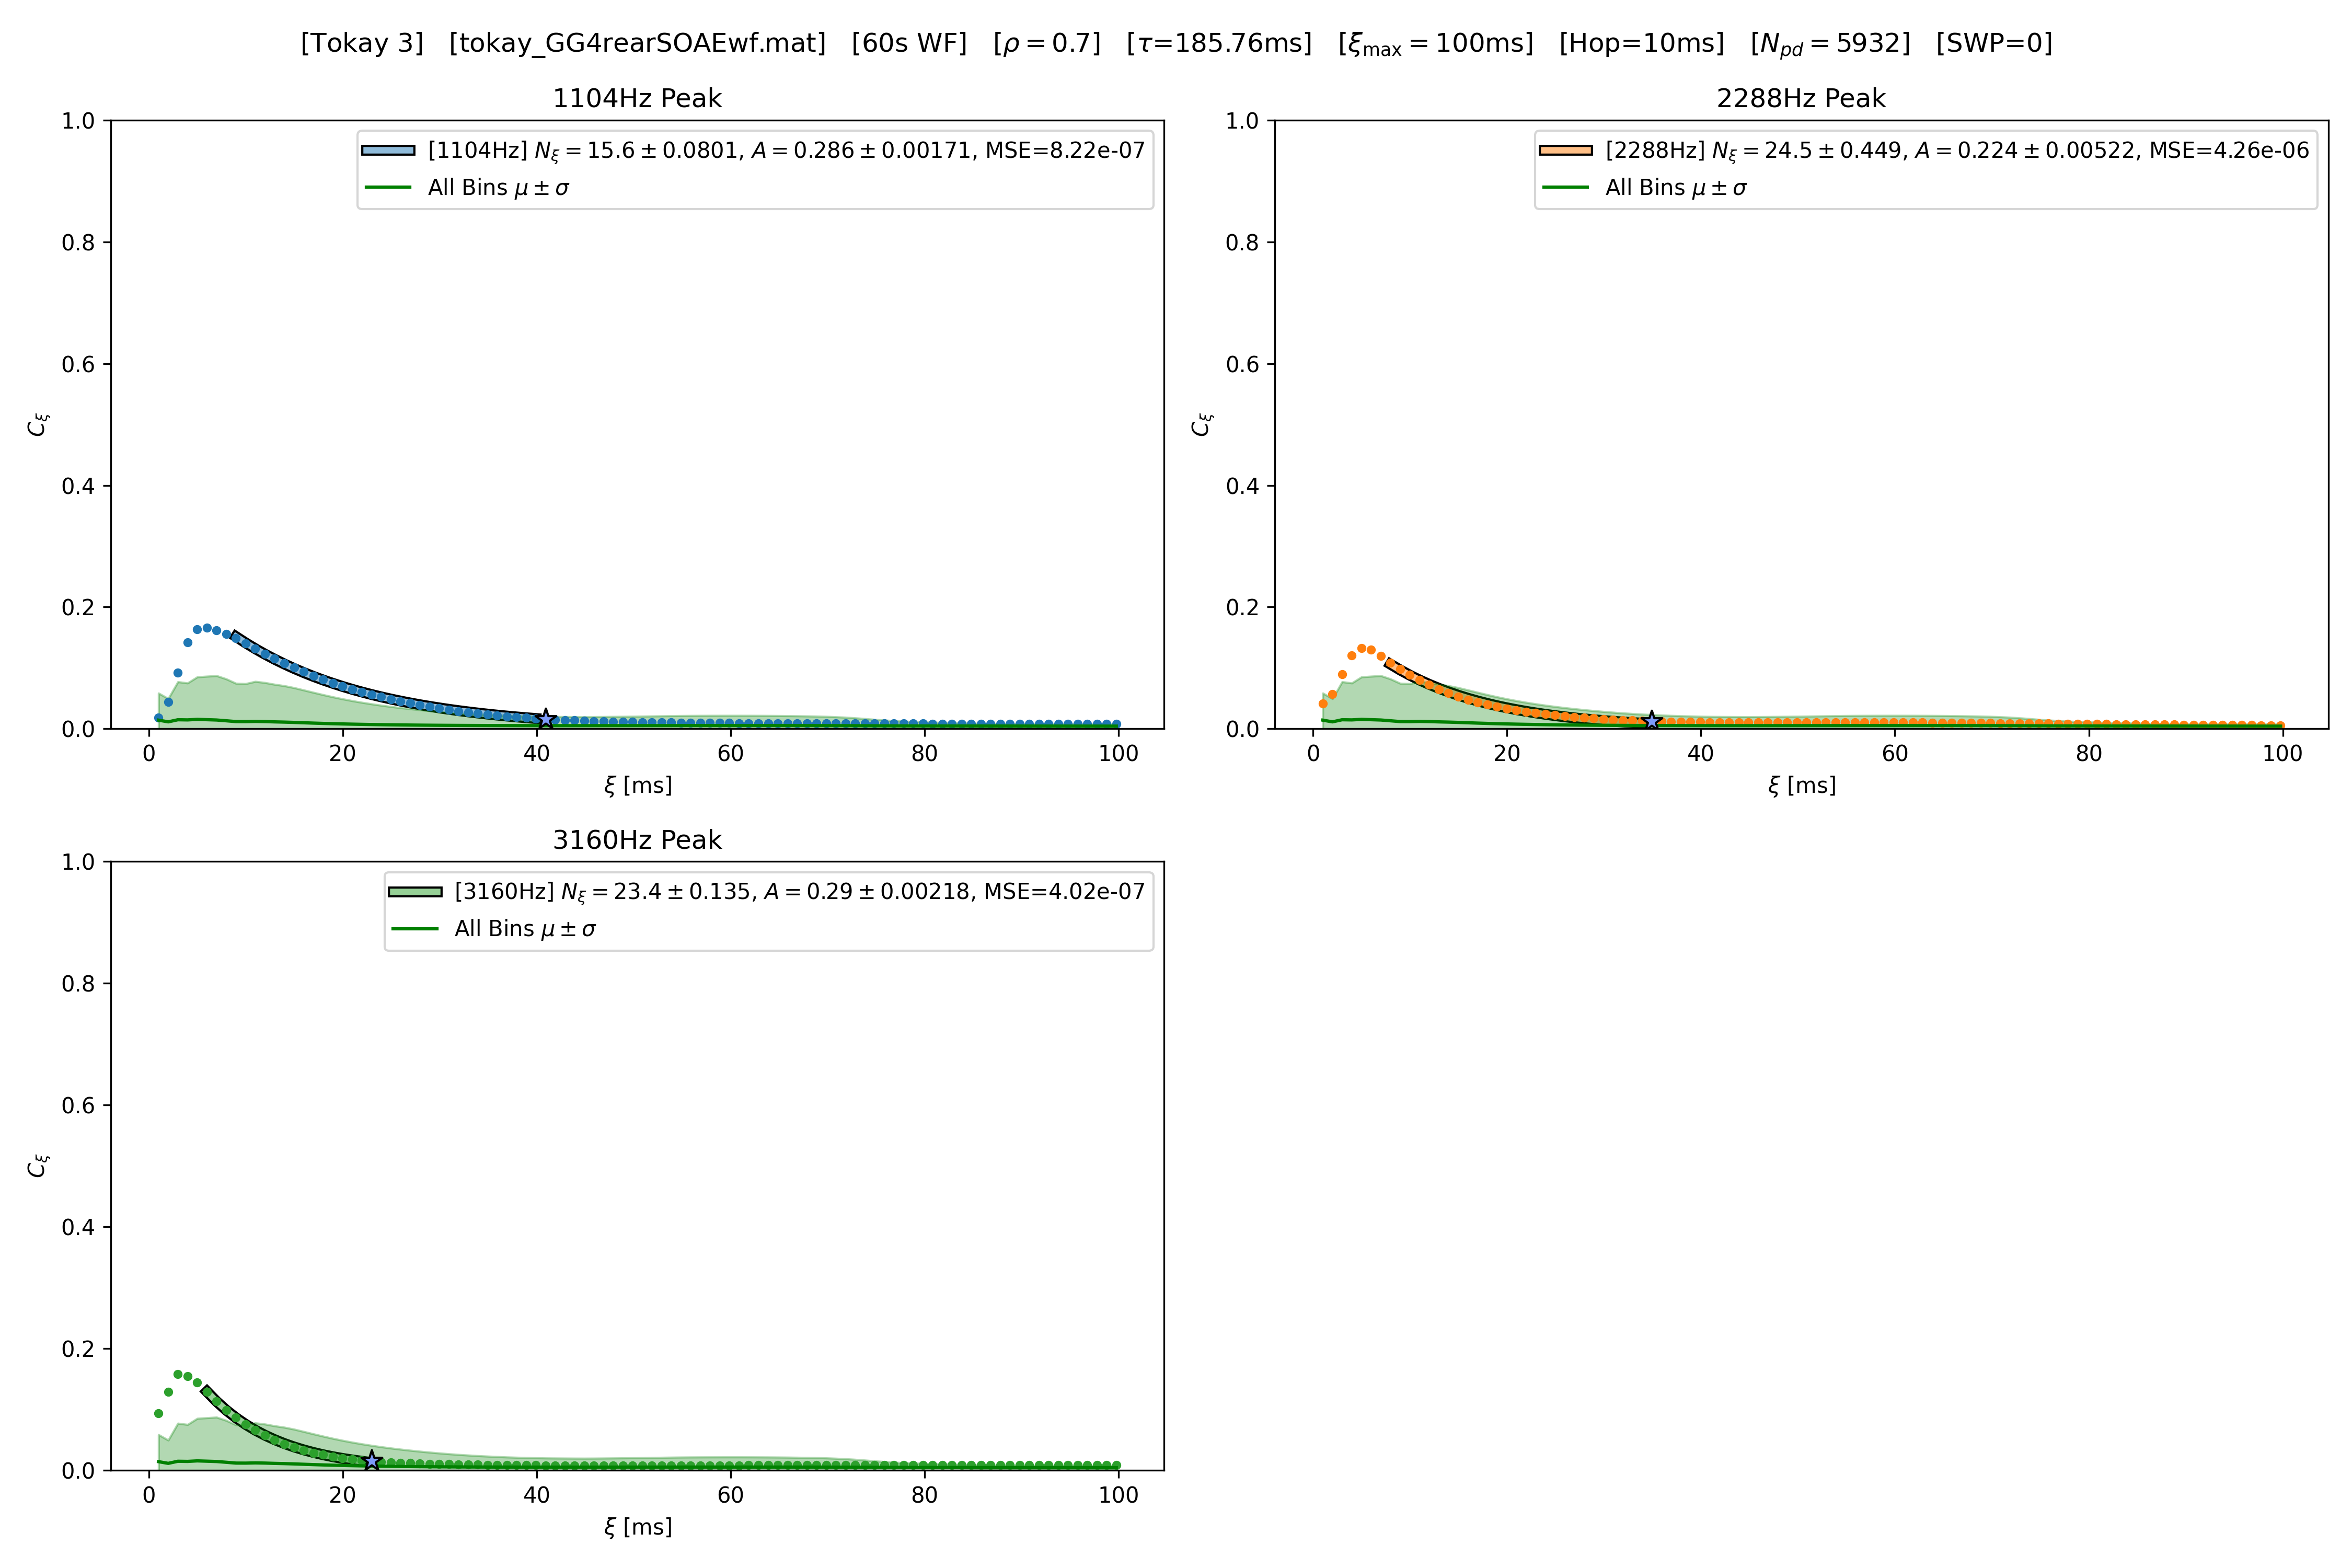 [Tokay 3] [tokay_GG4rearSOAEwf.mat] [60s WF] [ρ = 0.7] [τ=185.76ms] [ξmax = 100ms] [Hop=10ms] [Npd = 5932] [SWP=0]
1104Hz Peak
1.0
0.8
0.6
0.4
0.2
0.0
Cξ
[1104Hz] Nξ = 15.6 ± 0.0801, A = 0.286 ± 0.00171, MSE=8.22e-07
All Bins μ ± σ
0 20 40 60 80 100
ξ [ms]
2288Hz Peak
1.0
0.8
0.6
0.4
0.2
0.0
Cξ
[2288Hz] Nξ = 24.5 ± 0.449, A = 0.224 ± 0.00522, MSE=4.26e-06
All Bins μ ± σ
0 20 40 60 80 100
ξ [ms]
3160Hz Peak
1.0
0.8
0.6
0.4
0.2
0.0
Cξ
[3160Hz] Nξ = 23.4 ± 0.135, A = 0.29 ± 0.00218, MSE=4.02e-07
All Bins μ ± σ
0 20 40 60 80 100
ξ [ms]